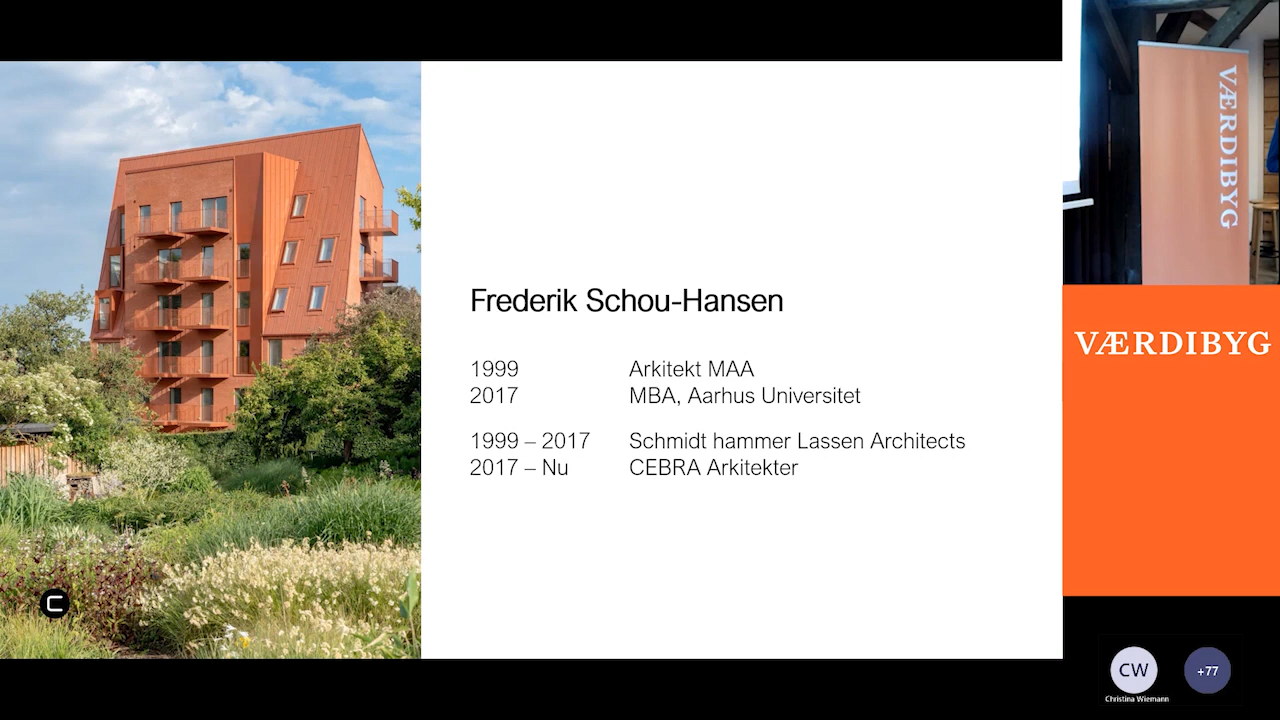 Frederik Schou-Hansen
1999 Arkitekt MAA
2017 MBA, Aarhus Universitet
1999 – 2017 Schmidt hammer Lassen Architects
2017 – Nu CEBRA Arkitekter
VÆRDIBYG
VÆRDIBYG
CW
+77
Christina Wiemann